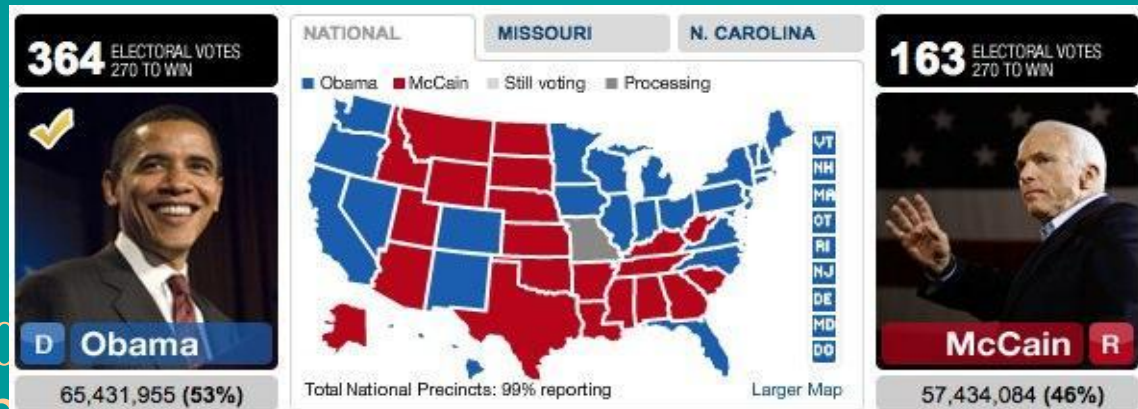 364 ELECTORAL VOTES
270 TO WIN
D Obama
65,431,955 (53%)
NATIONAL
MISSOURI
N. CAROLINA
Obama McCain Still voting Processing
VT
NH
MA
CT
RI
NJ
DE
MD
DC
Total National Precincts: 99% reporting
Larger Map
163 ELECTORAL VOTES
270 TO WIN
McCain R
57,434,084 (46%)